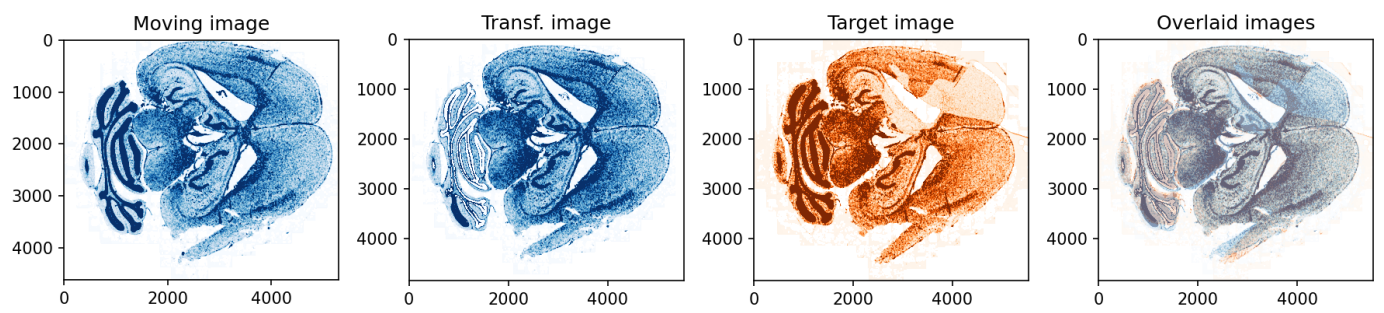 Moving image Transf. image Target image Overlaid images
0 0 0 0
1000 1000 1000 1000
2000 2000 2000 2000
3000 3000 3000 3000
4000 4000 4000 4000
0 2000 4000 0 2000 4000 0 2000 4000 0 2000 4000